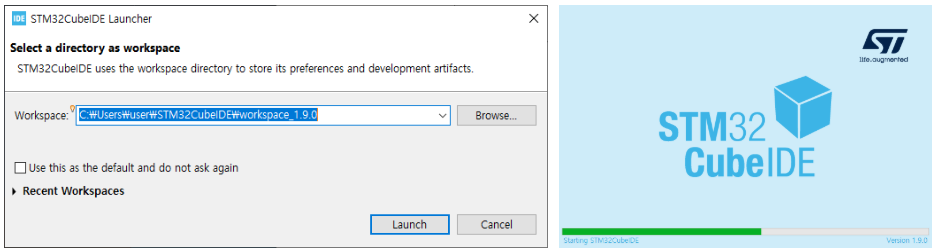 IDE STM32CubeIDE Launcher
Select a directory as workspace
STM32CubeIDE uses the workspace directory to store its preferences and development artifacts.
Workspace: C:₩Users₩user₩STM32CubeIDE₩workspace_1.9.0 Browse...
Use this as the default and do not ask again
Recent Workspaces
Launch Cancel
ST
life.augmented
STM32
CubeIDE
Starting STM32CubeIDE Version 1.9.0